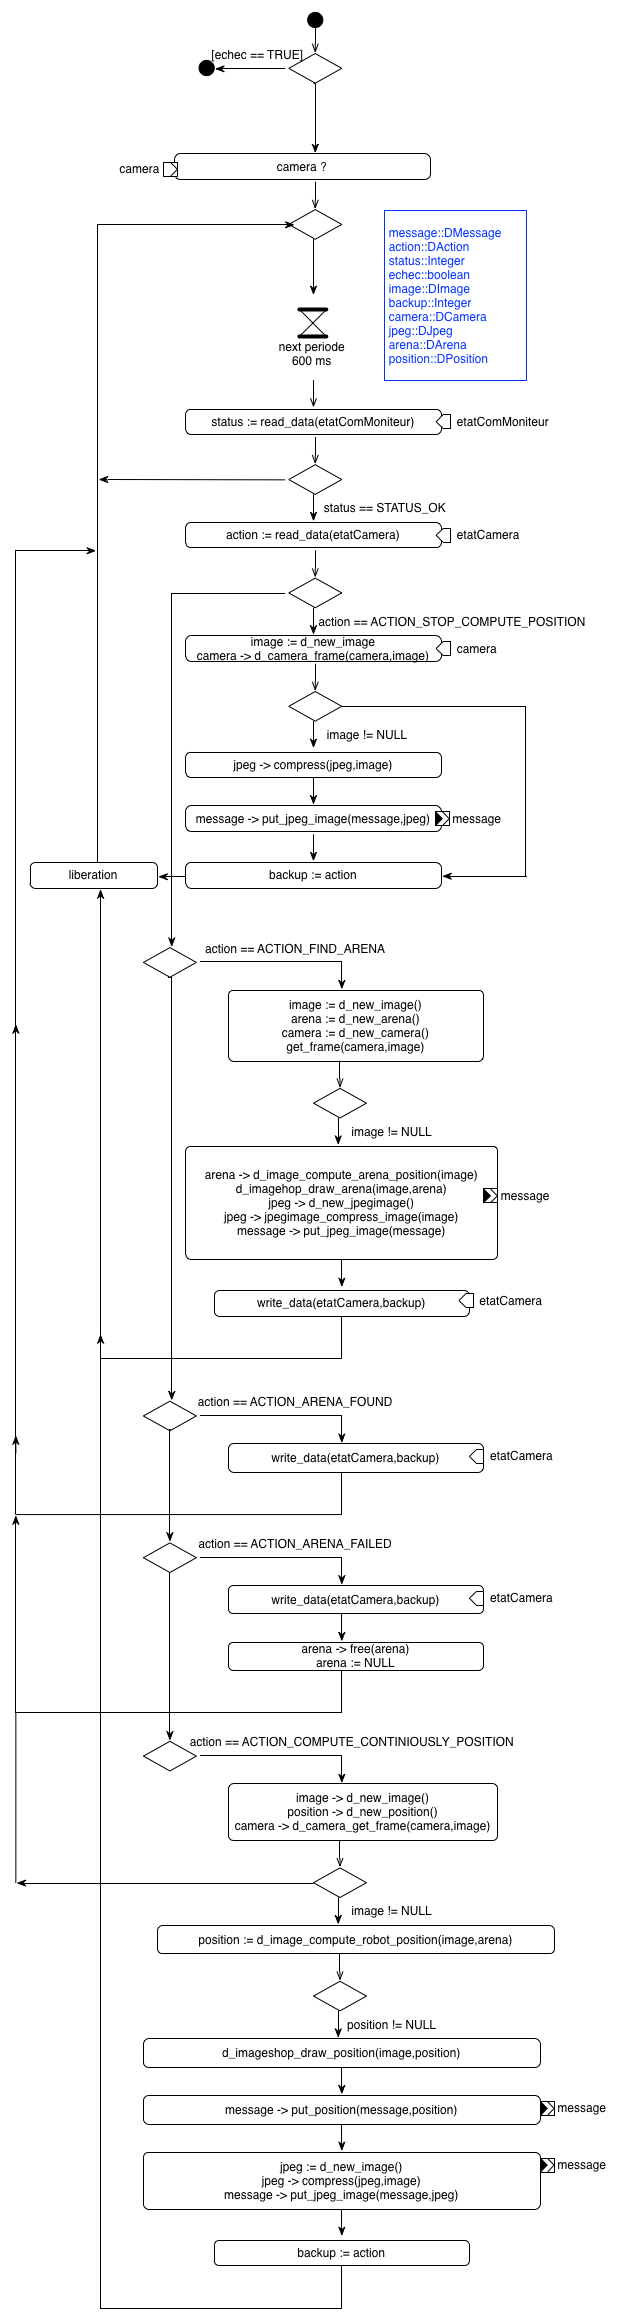 [echec == TRUE]
camera
camera ?
message::DMessage
action::DAction
status::Integer
echec::boolean
image::DImage
backup::Integer
camera::DCamera
jpeg::DJpeg
arena::DArena
position::DPosition
next periode
600 ms
status := read_data(etatComMoniteur)
etatComMoniteur
status == STATUS_OK
action := read_data(etatCamera)
etatCamera
action == ACTION_STOP_COMPUTE_POSITION
image := d_new_image
camera -> d_camera_frame(camera,image)
camera
image != NULL
jpeg -> compress(jpeg,image)
message -> put_jpeg_image(message,jpeg)
message
liberation
backup := action
action == ACTION_FIND_ARENA
image := d_new_image()
arena := d_new_arena()
camera := d_new_camera()
get_frame(camera,image)
image != NULL
arena -> d_image_compute_arena_position(image)
d_imagehop_draw_arena(image,arena)
jpeg -> d_new_jpegimage()
jpeg -> jpegimage_compress_image(image)
message -> put_jpeg_image(message)
message
write_data(etatCamera,backup)
etatCamera
action == ACTION_ARENA_FOUND
write_data(etatCamera,backup)
etatCamera
action == ACTION_ARENA_FAILED
write_data(etatCamera,backup)
etatCamera
arena -> free(arena)
arena := NULL
action == ACTION_COMPUTE_CONTINIOUSLY_POSITION
image -> d_new_image()
position -> d_new_position()
camera -> d_camera_get_frame(camera,image)
image != NULL
position := d_image_compute_robot_position(image,arena)
position != NULL
d_imageshop_draw_position(image,position)
message -> put_position(message,position)
message
jpeg := d_new_image()
jpeg -> compress(jpeg,image)
message -> put_jpeg_image(message,jpeg)
message
backup := action